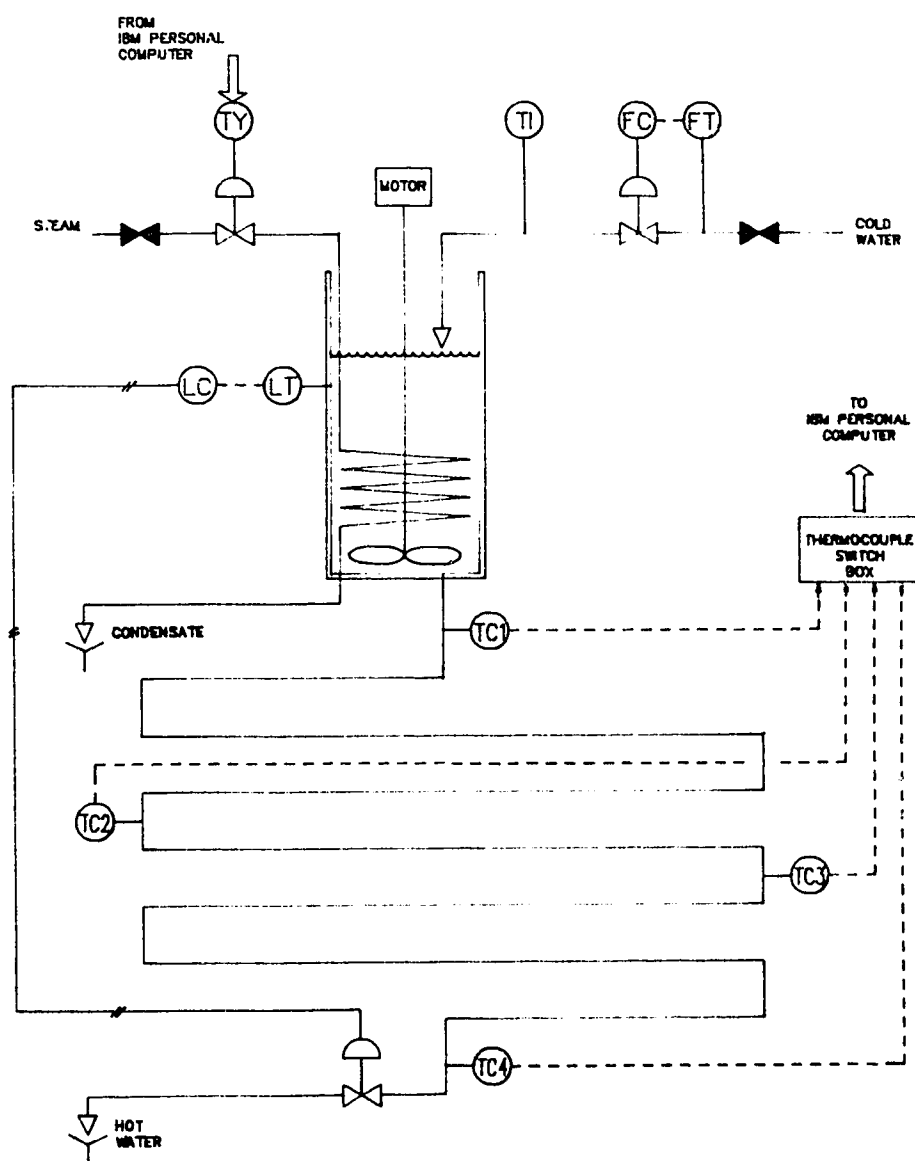 FROM
IBM PERSONAL
COMPUTER
TY
TI
FC
FT
MOTOR
STEAM
COLD
WATER
LC
LT
TO
IBM PERSONAL
COMPUTER
THERMOCOUPLE
SWITCH
BOX
CONDENSATE
TC1
TC2
TC3
TC4
HOT
WATER